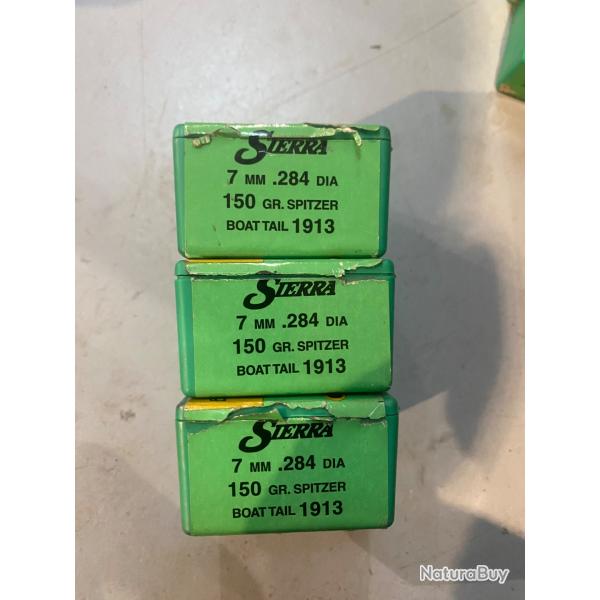 SIERRA
7 MM .284 DIA
150 GR. SPITZER
BOAT TAIL 1913
SIERRA
7 MM .284 DIA
150 GR. SPITZER
BOAT TAIL 1913
SIERRA
7 MM .284 DIA
150 GR. SPITZER
BOAT TAIL 1913
NaturaBuy